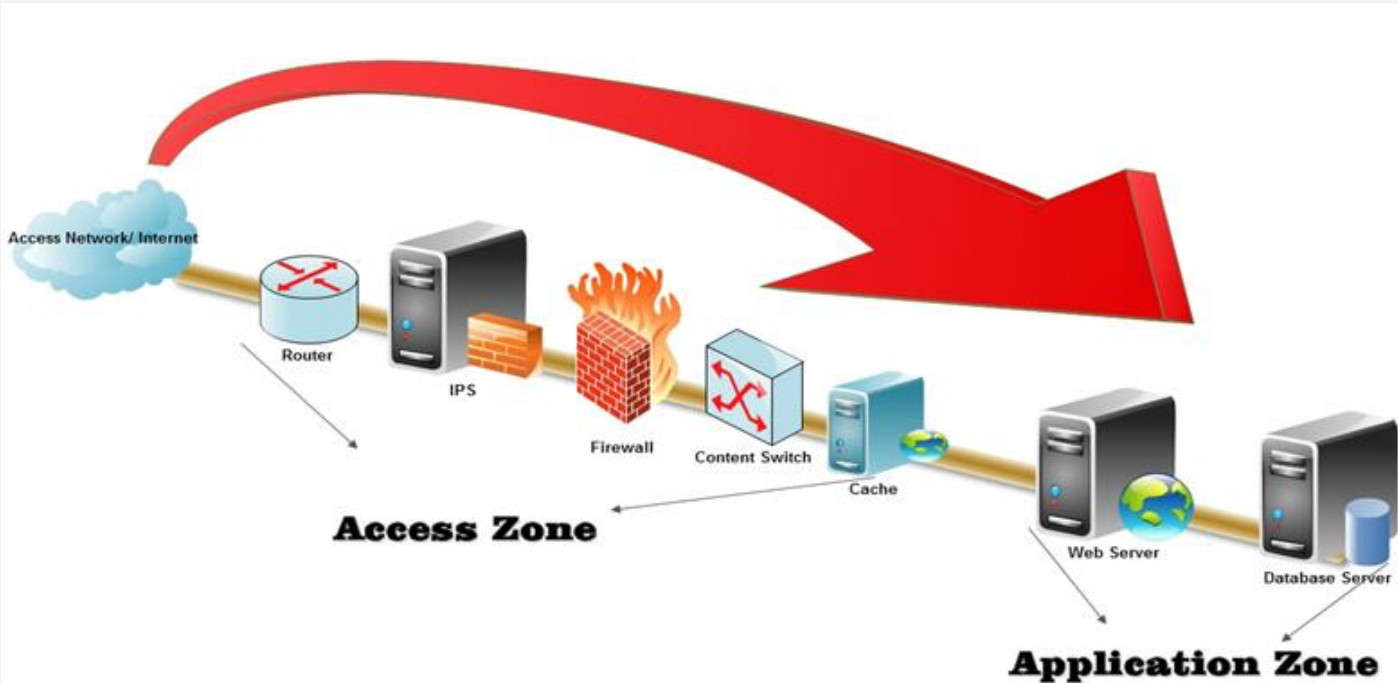 Access Network/ Internet
Router
IPS
Firewall
Content Switch
Cache
Access Zone
Web Server
Database Server
Application Zone